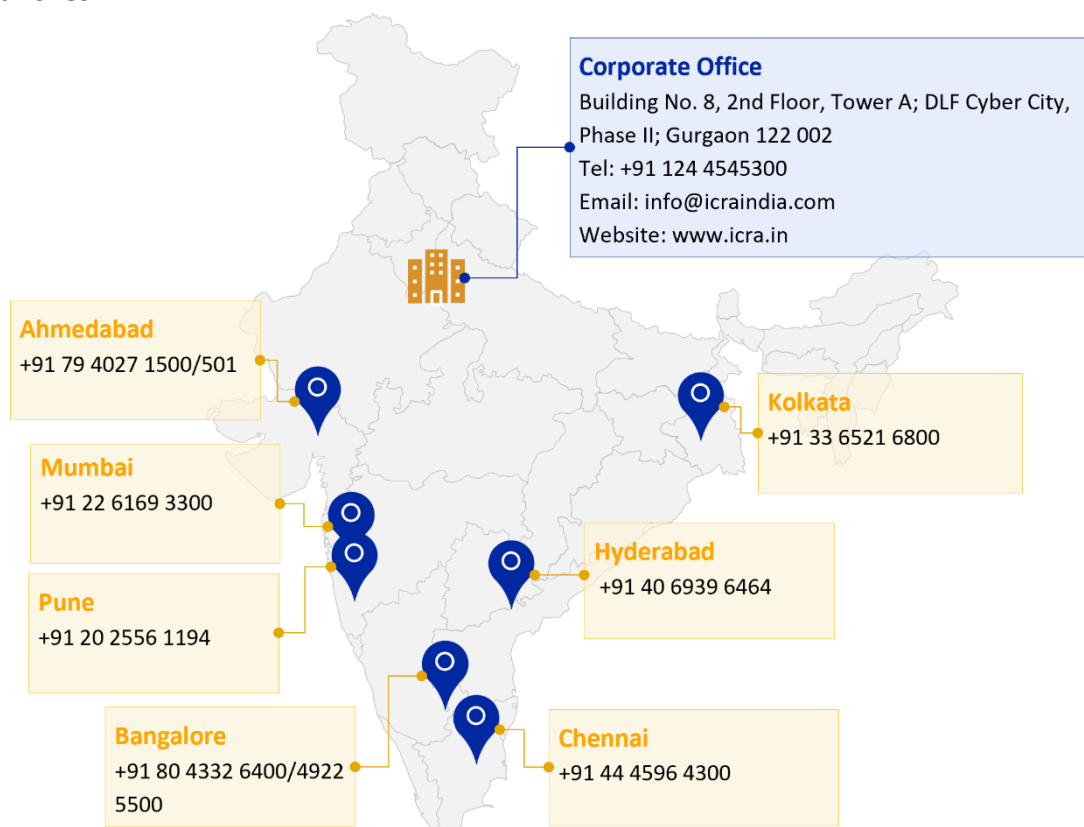 Corporate Office
Building No. 8, 2nd Floor, Tower A; DLF Cyber City,
Phase II; Gurgaon 122 002
Tel: +91 124 4545300
Email: info@icraindia.com
Website: www.icra.in
Ahmedabad
+91 79 4027 1500/501
Kolkata
+91 33 6521 6800
Mumbai
+91 22 6169 3300
Hyderabad
+91 40 6939 6464
Pune
+91 20 2556 1194
Bangalore
+91 80 4332 6400/4922
5500
Chennai
+91 44 4596 4300